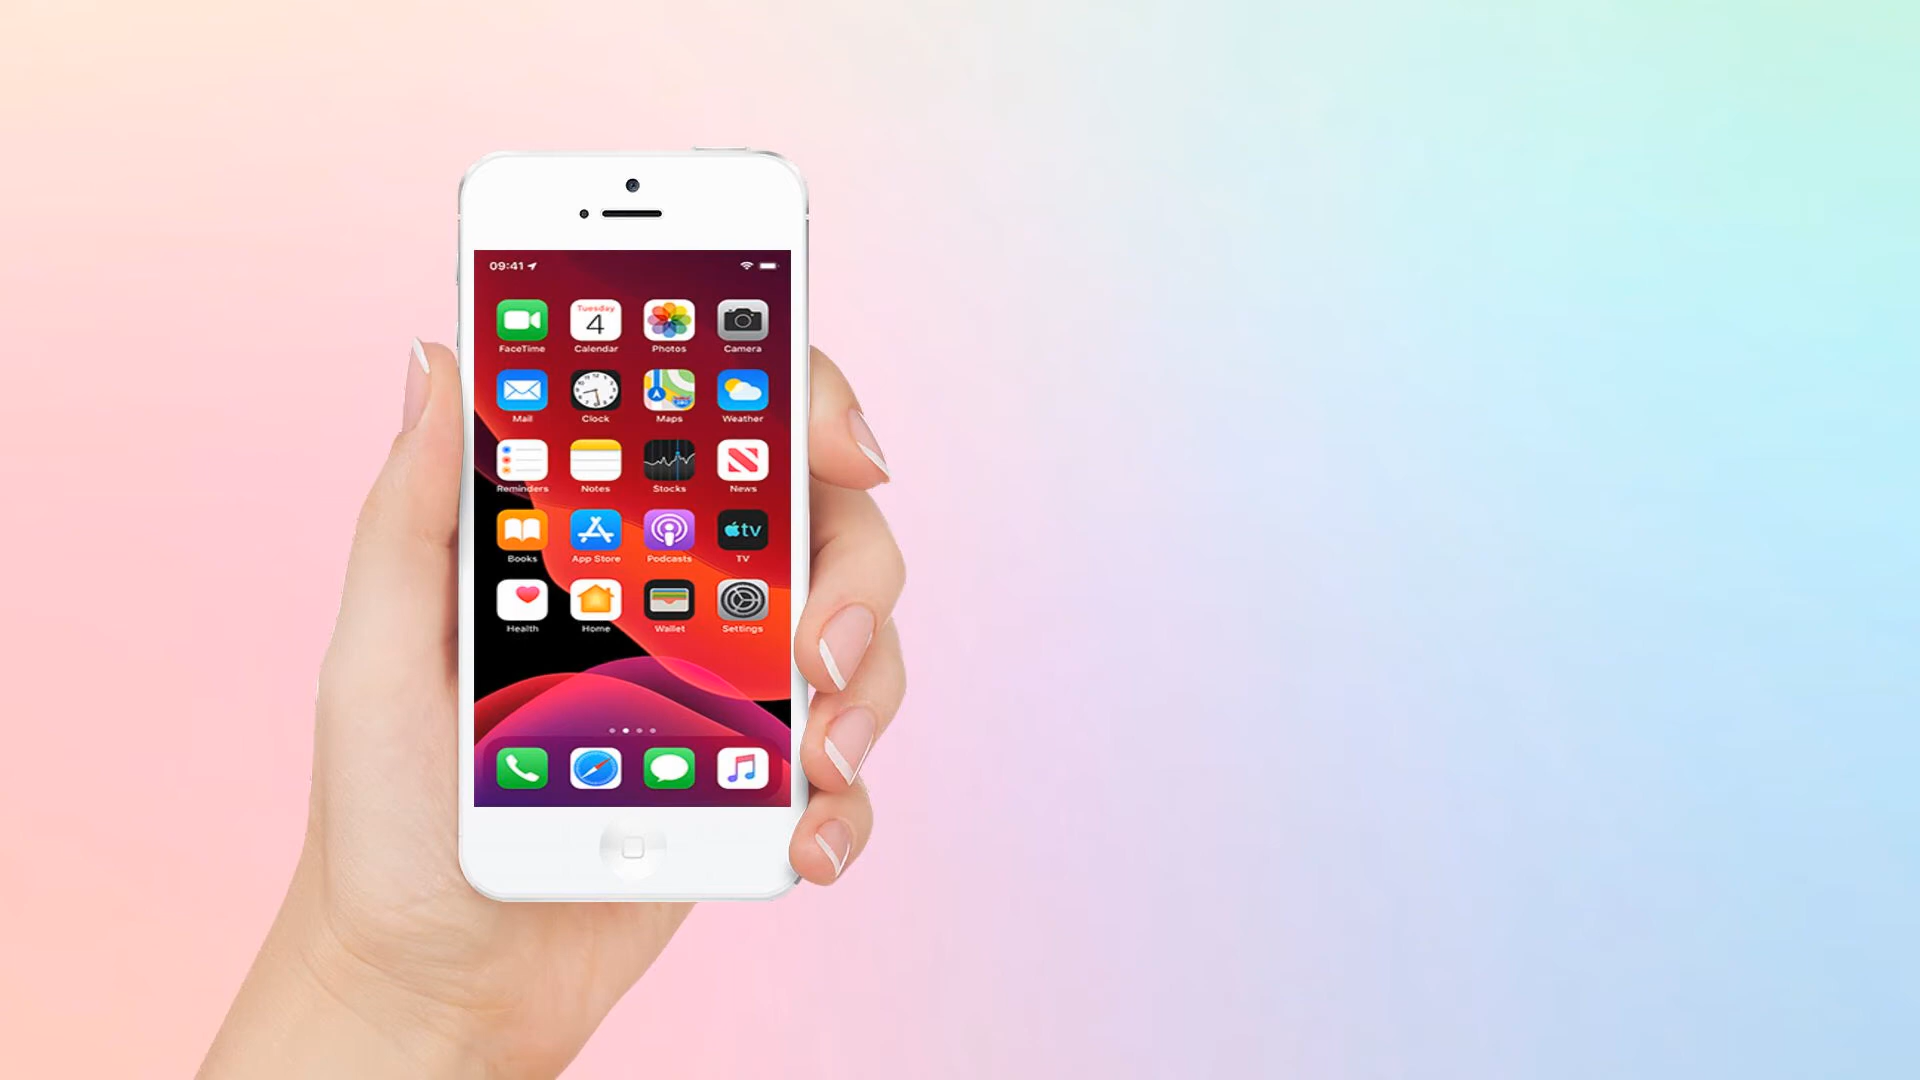 09:41
Tuesday
4
FaceTime Calendar Photos Camera
Mail Clock Maps Weather
Reminders Notes Stocks News
tv
Books App Store Podcasts TV
Health Home Wallet Settings